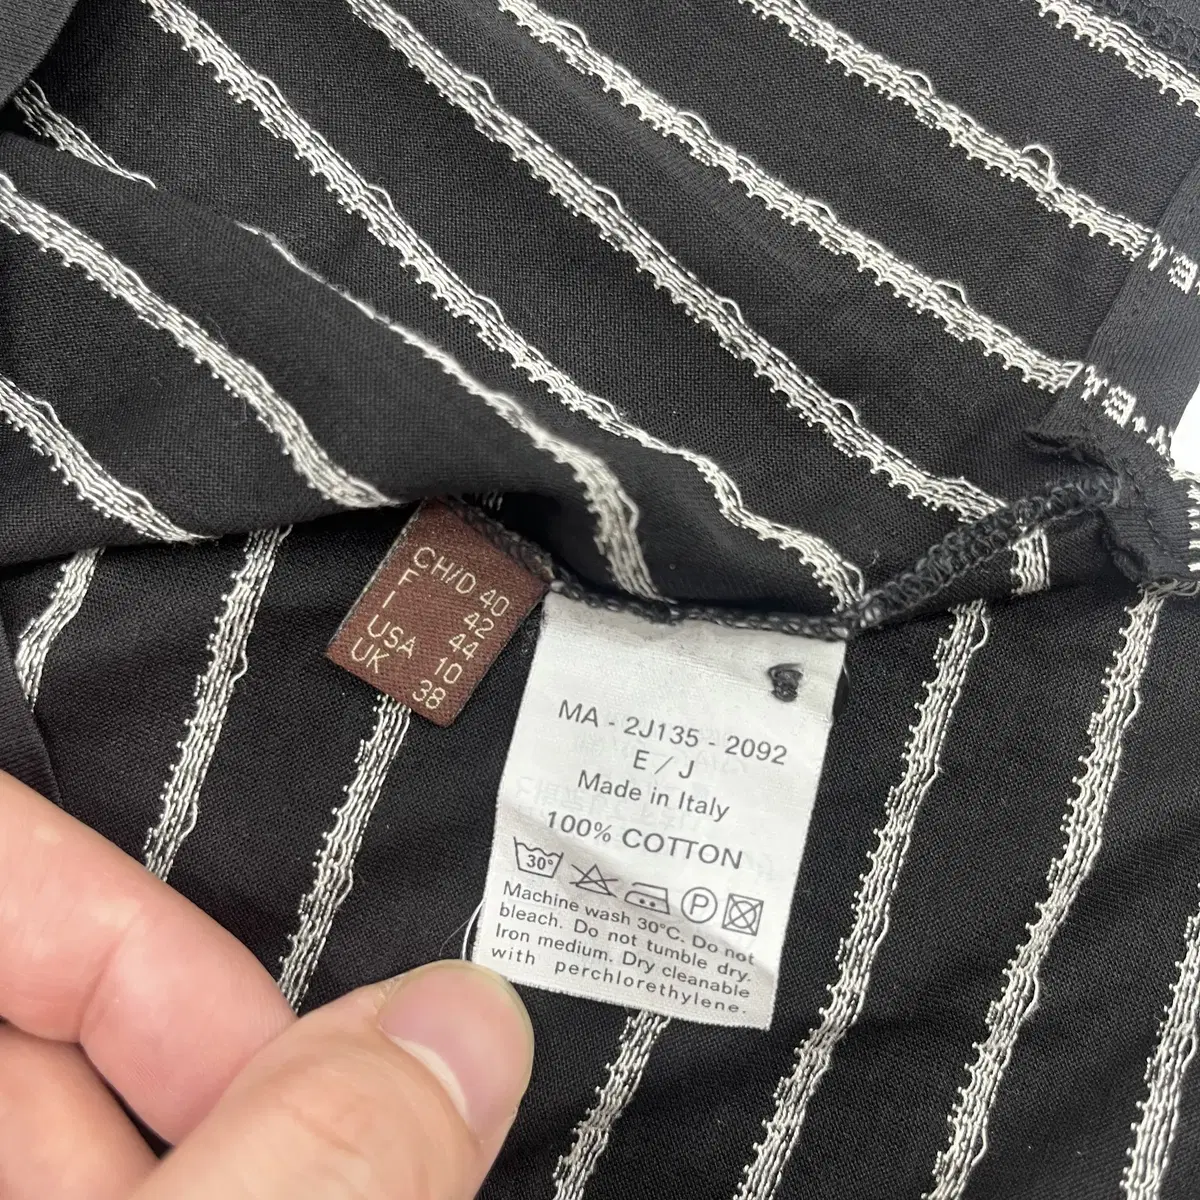 CH/D 40
F 42
I 44
USA 10
UK 38
MA - 2J135 - 2092
E / J
Made in Italy
100% COTTON
30°
P
Machine wash 30°C. Do not
bleach. Do not tumble dry.
Iron medium. Dry cleanable
with perchlorethylene.